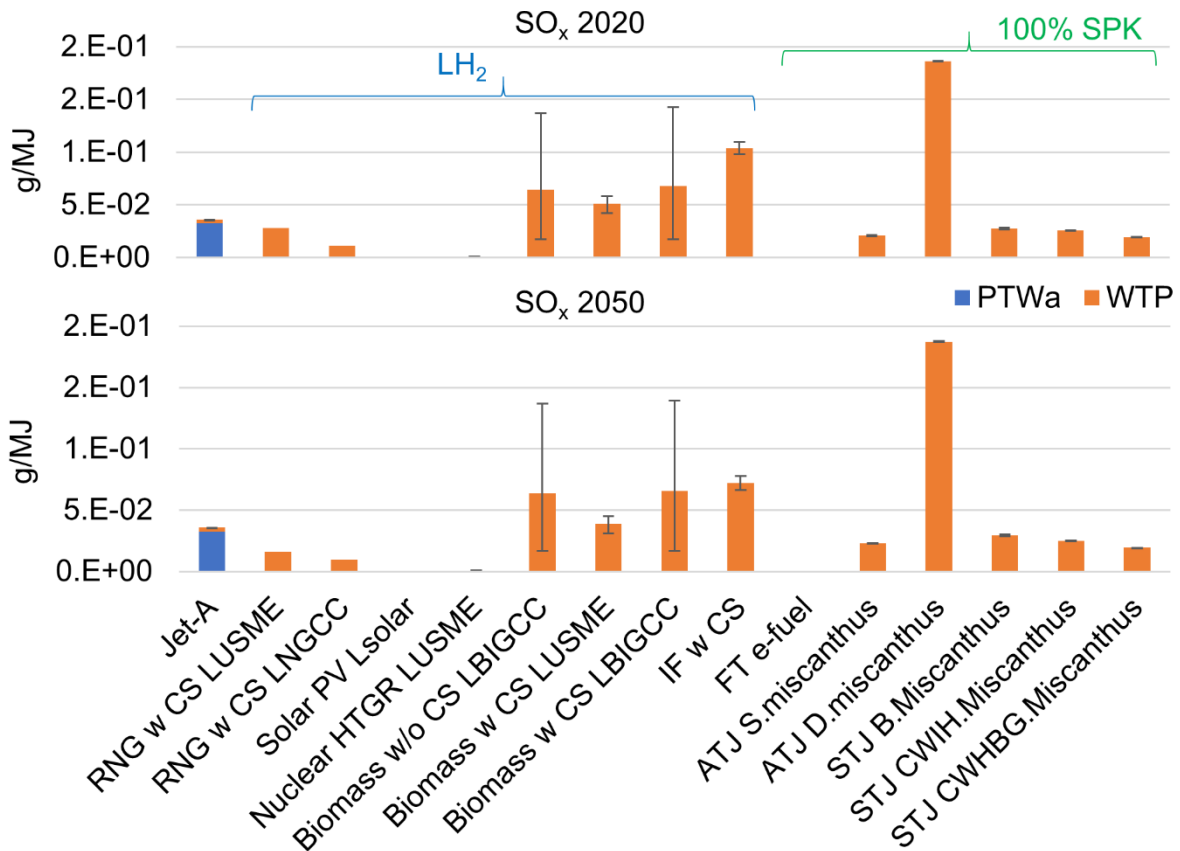 SOx 2020
100% SPK
LH2
2.E-01
2.E-01
1.E-01
5.E-02
0.E+00
g/MJ
PTWa WTP
SOx 2050
2.E-01
2.E-01
1.E-01
5.E-02
0.E+00
g/MJ
Jet-A
RNG w CS LUSME
RNG w CS LNGCC
Solar PV Lsolar
Nuclear HTGR LUSME
Biomass w/o CS LBIGCC
Biomass w CS LUSME
Biomass w CS LBIGCC
IF w CS
FT e-fuel
ATJ S.miscanthus
ATJ D.miscanthus
STJ B.Miscanthus
STJ CWIH.Miscanthus
STJ CWHBG.Miscanthus